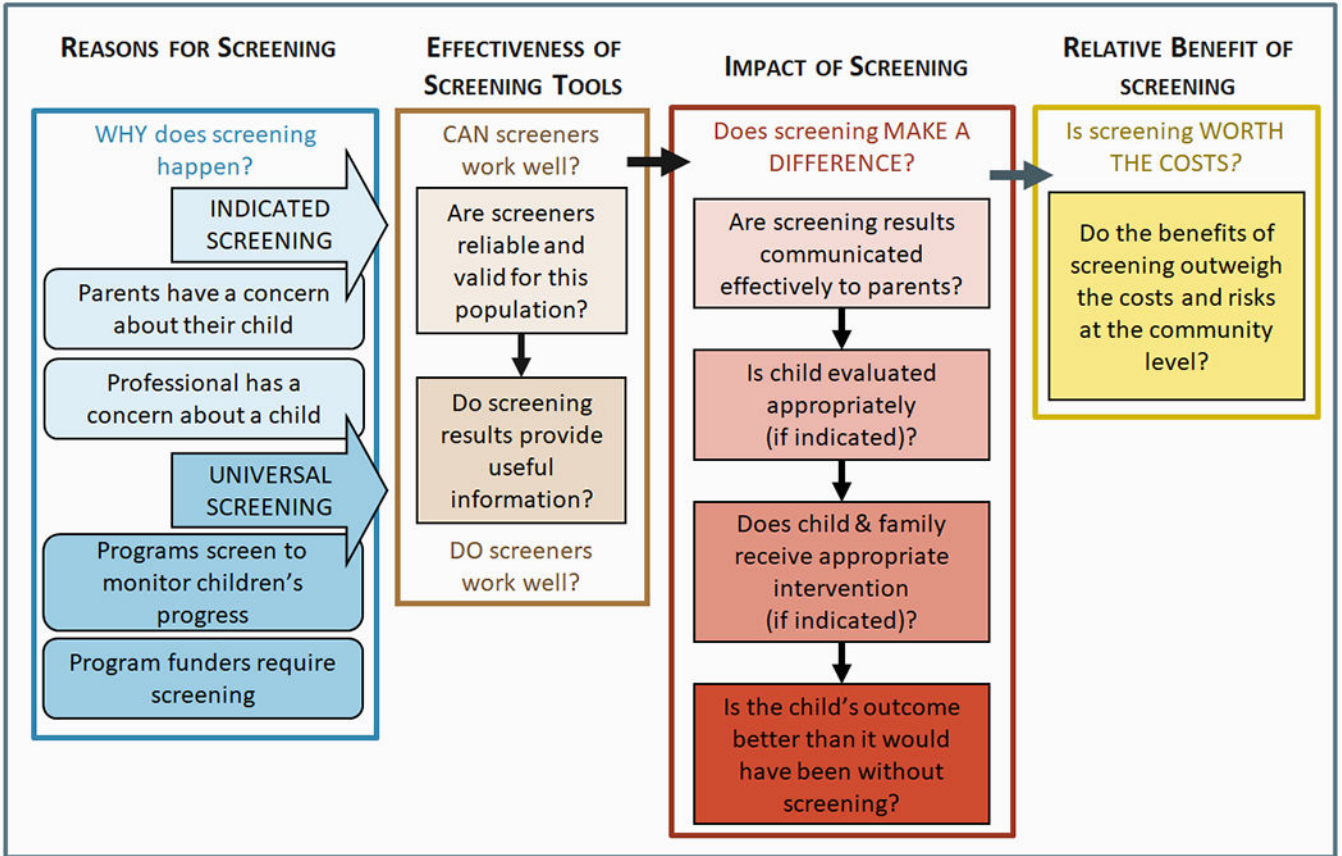 REASONS FOR SCREENING
WHY does screening
happen?
INDICATED
SCREENING
Parents have a concern
about their child
Professional has a
concern about a child
UNIVERSAL
SCREENING
Programs screen to
monitor children's
progress
Program funders require
screening
EFFECTIVENESS OF
SCREENING TOOLS
CAN screeners
work well?
Are screeners
reliable and
valid for this
population?
Do screening
results provide
useful
information?
DO screeners
work well?
IMPACT OF SCREENING
Does screening MAKE A
DIFFERENCE?
Are screening results
communicated
effectively to parents?
Is child evaluated
appropriately
(if indicated)?
Does child & family
receive appropriate
intervention
(if indicated)?
Is the child's outcome
better than it would
have been without
screening?
RELATIVE BENEFIT OF
SCREENING
Is screening WORTH
THE COSTS?
Do the benefits of
screening outweigh
the costs and risks
at the community
level?